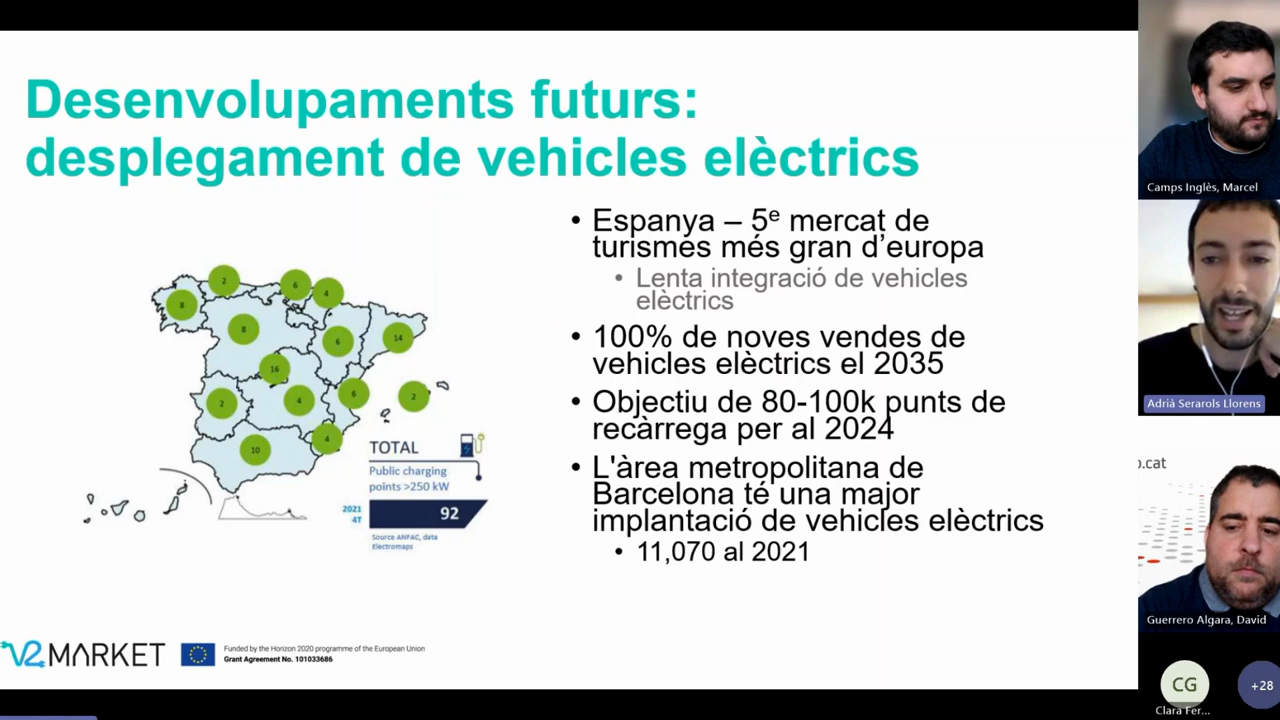 Desenvolupaments futurs:
desplegament de vehicles elèctrics
• Espanya – 5ᵉ mercat de
turismes més gran d’europa
• Lenta integració de vehicles
elèctrics
• 100% de noves vendes de
vehicles elèctrics el 2035
• Objectiu de 80-100k punts de
recàrrega per al 2024
• L'àrea metropolitana de
Barcelona té una major
implantació de vehicles elèctrics
• 11,070 al 2021
2
6
4
8
8
6
14
16
2
4
6
2
4
10
TOTAL
Public charging
points >250 kW
2021
4T
92
Source ANFAC, data
Electromaps
V2MARKET
Funded by the Horizon 2020 programme of the European Union
Grant Agreement No. 101033686
Camps Inglès, Marcel
Adrià Serarols Llorens
o.cat
Guerrero Algara, David
CG
Clara Fer...
+28